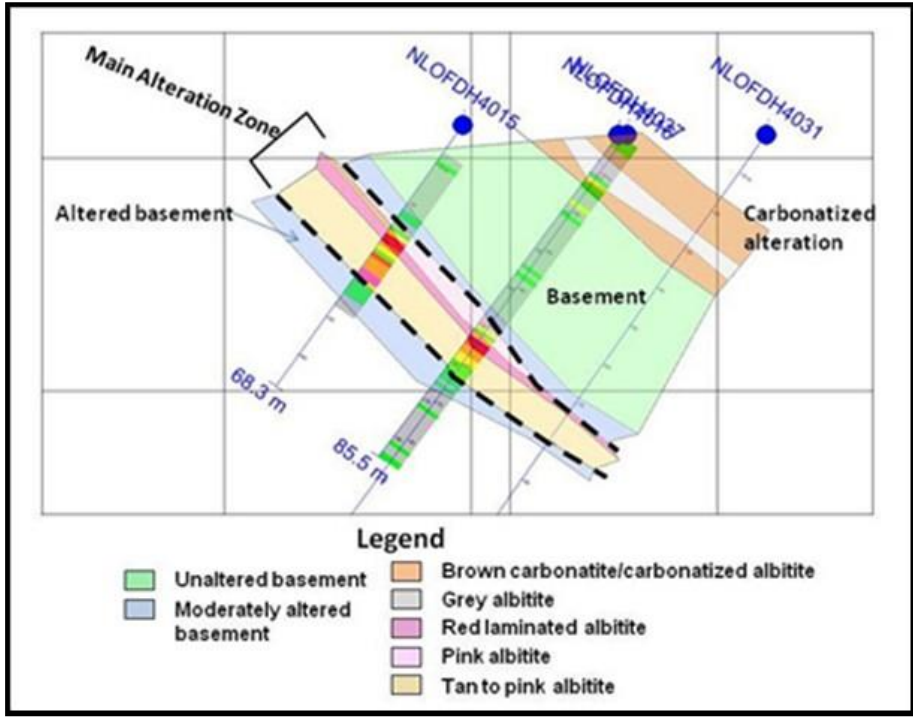 Main Alteration Zone
NLOFDH4015
NLOFDH4031
Altered basement
Carbonatized
alteration
Basement
68.3 m
85.5 m
Legend
Unaltered basement
Moderately altered
basement
Brown carbonatite/carbonatized albitite
Grey albitite
Red laminated albitite
Pink albitite
Tan to pink albitite